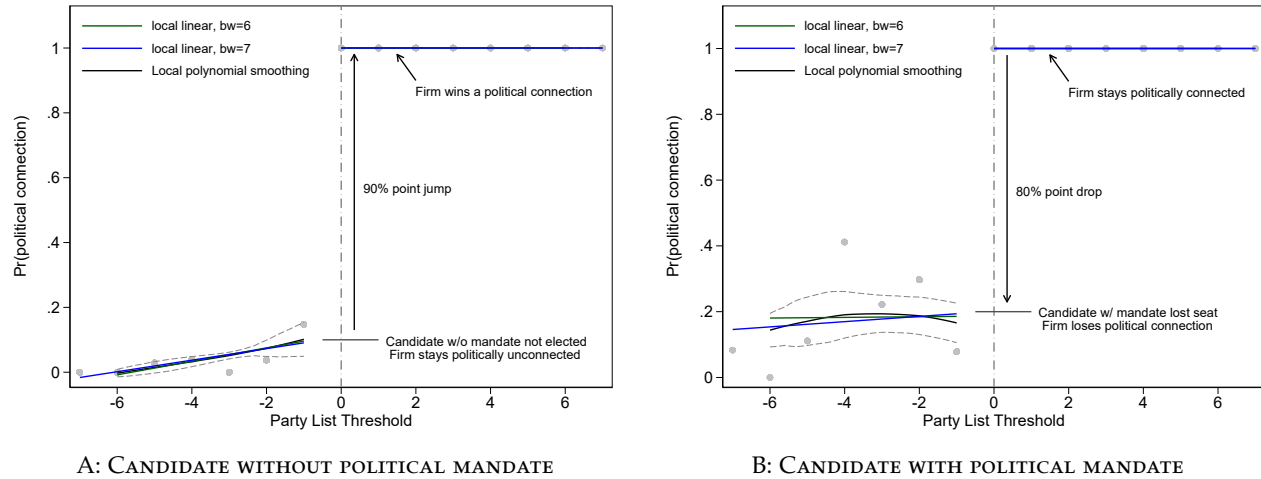 local linear, bw=6
local linear, bw=7
Local polynomial smoothing
Firm wins a political connection
90% point jump
Candidate w/o mandate not elected
Firm stays politically unconnected
Pr(political connection)
1
.8
.6
.4
.2
0
-6 -4 -2 0 2 4 6
Party List Threshold
A: Candidate without political mandate
local linear, bw=6
local linear, bw=7
Local polynomial smoothing
Firm stays politically connected
80% point drop
Candidate w/ mandate lost seat
Firm loses political connection
Pr(political connection)
1
.8
.6
.4
.2
0
-6 -4 -2 0 2 4 6
Party List Threshold
B: Candidate with political mandate